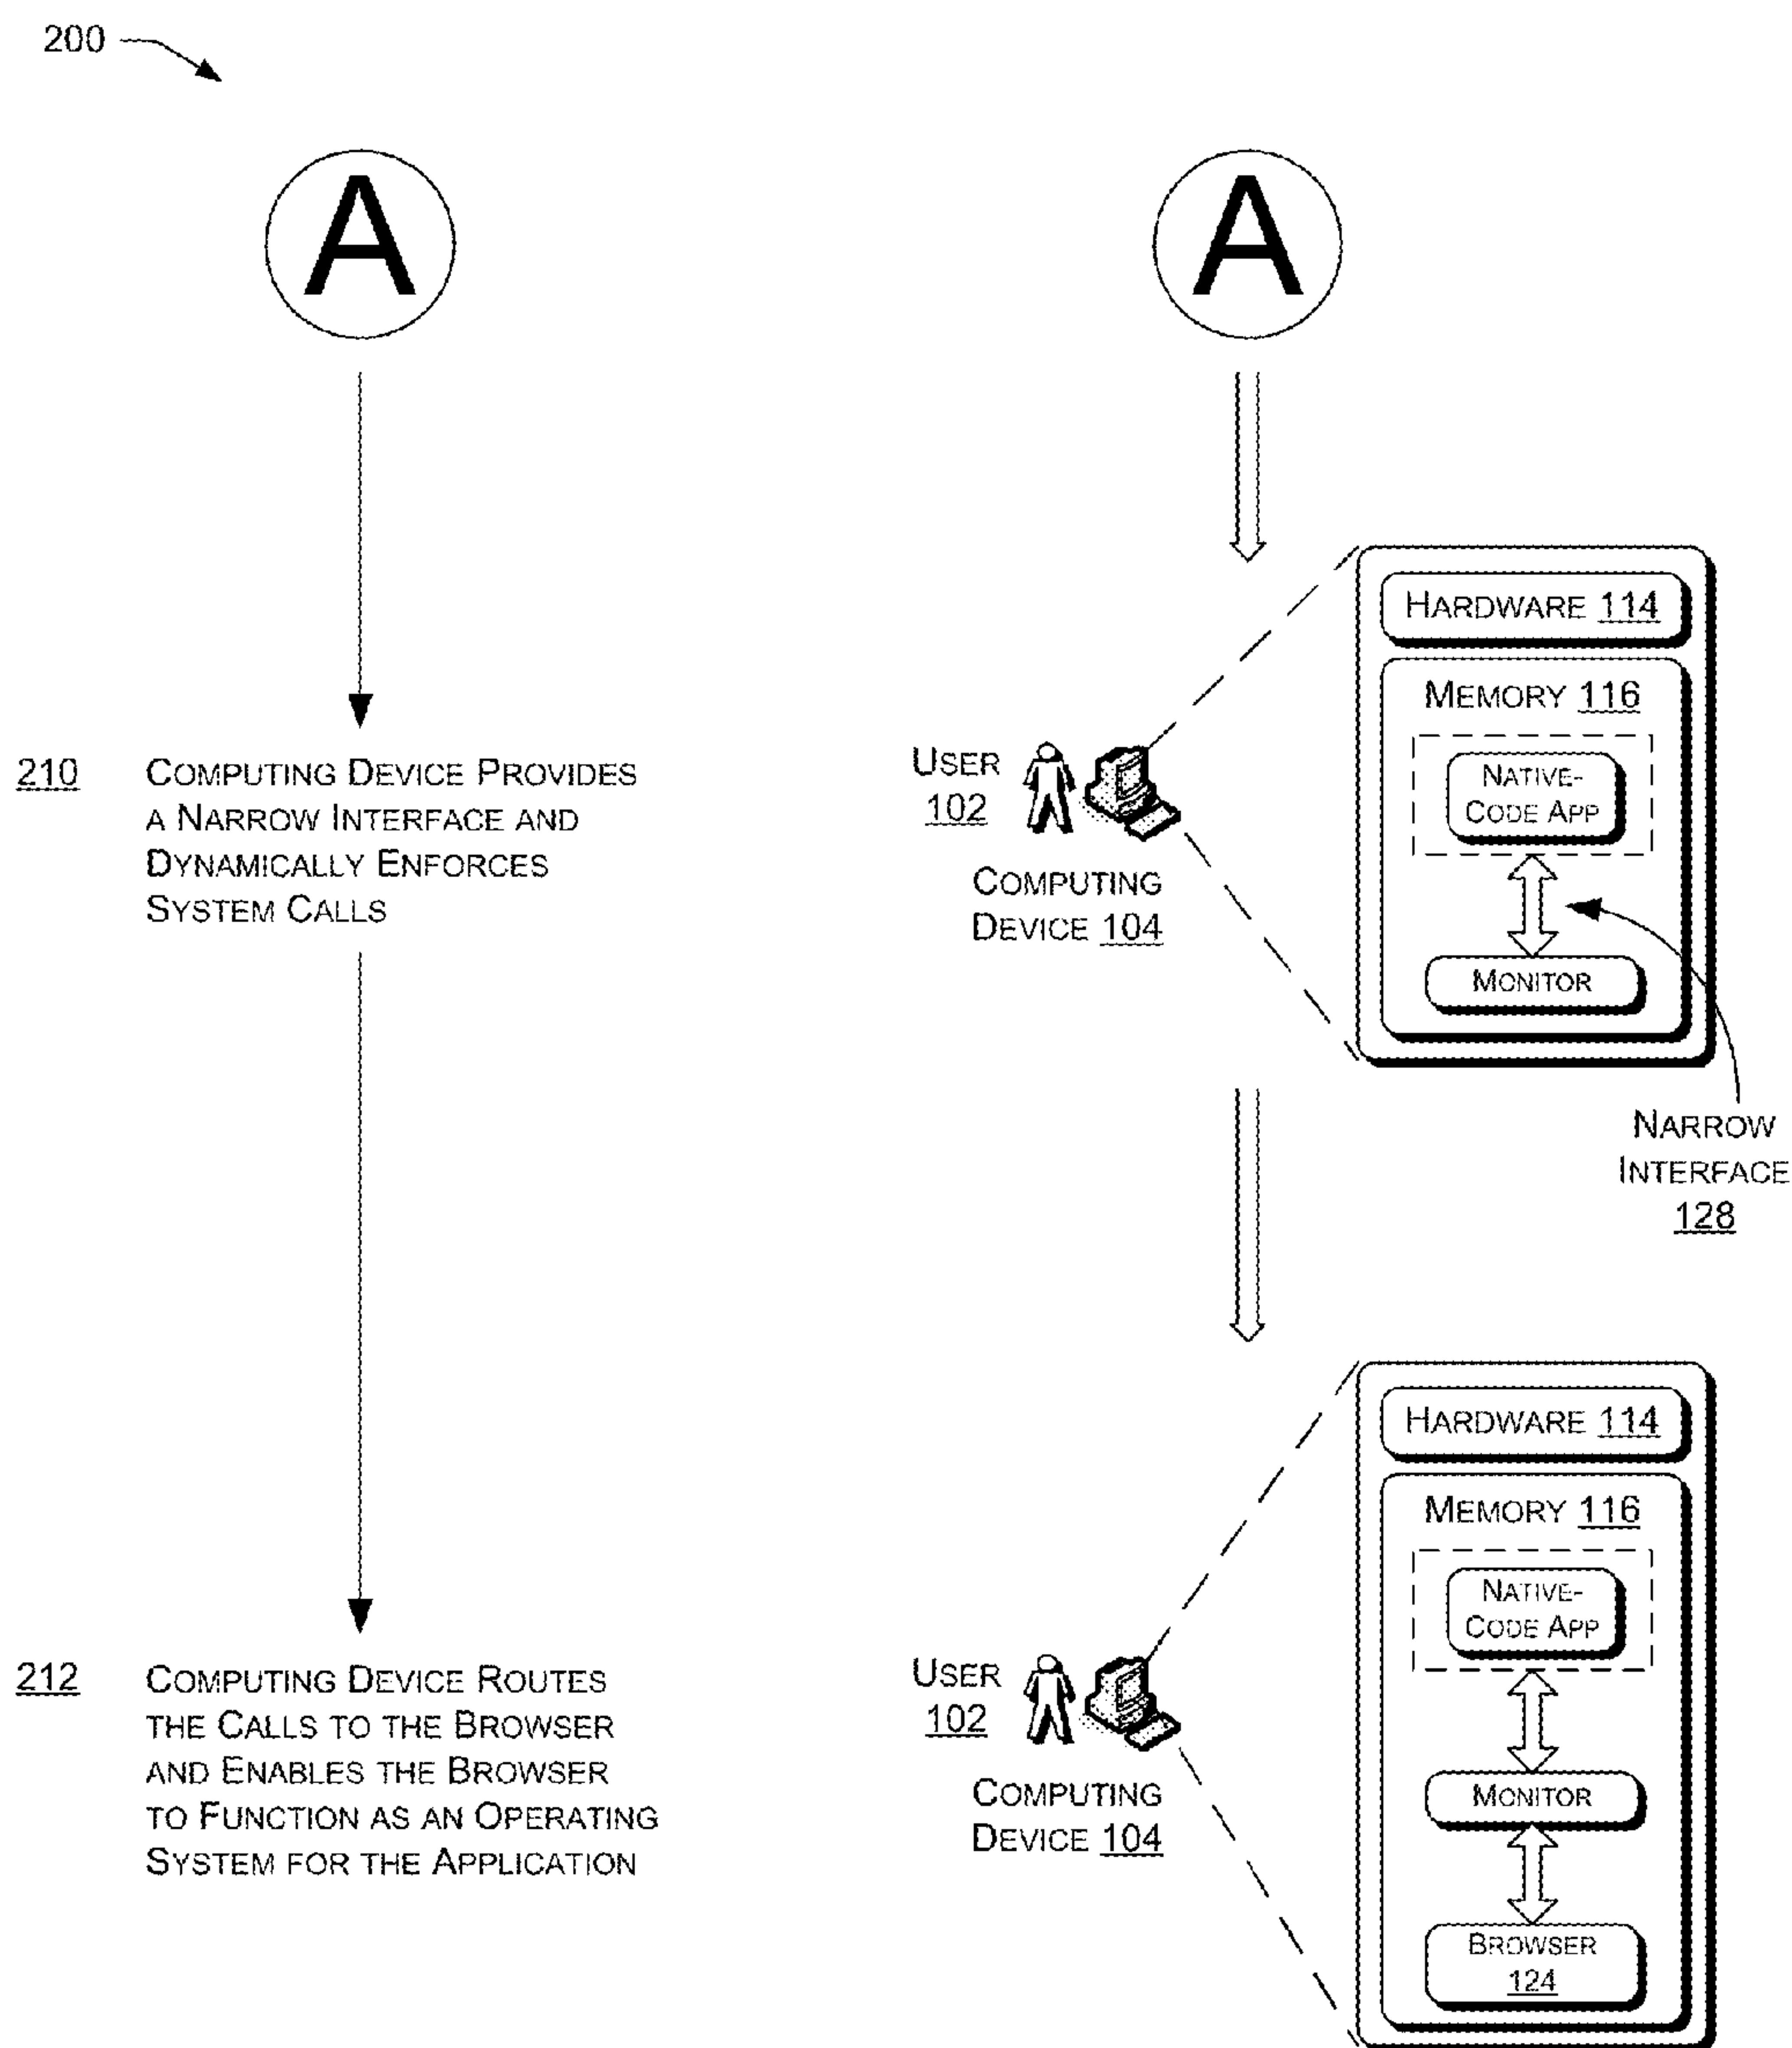 200
A
A
210 COMPUTING DEVICE PROVIDES
A NARROW INTERFACE AND
DYNAMICALLY ENFORCES
SYSTEM CALLS
USER
102
COMPUTING
DEVICE 104
HARDWARE 114
MEMORY 116
NATIVE-
CODE APP
MONITOR
NARROW
INTERFACE
128
212 COMPUTING DEVICE ROUTES
THE CALLS TO THE BROWSER
AND ENABLES THE BROWSER
TO FUNCTION AS AN OPERATING
SYSTEM FOR THE APPLICATION
USER
102
COMPUTING
DEVICE 104
HARDWARE 114
MEMORY 116
NATIVE-
CODE APP
MONITOR
BROWSER
124